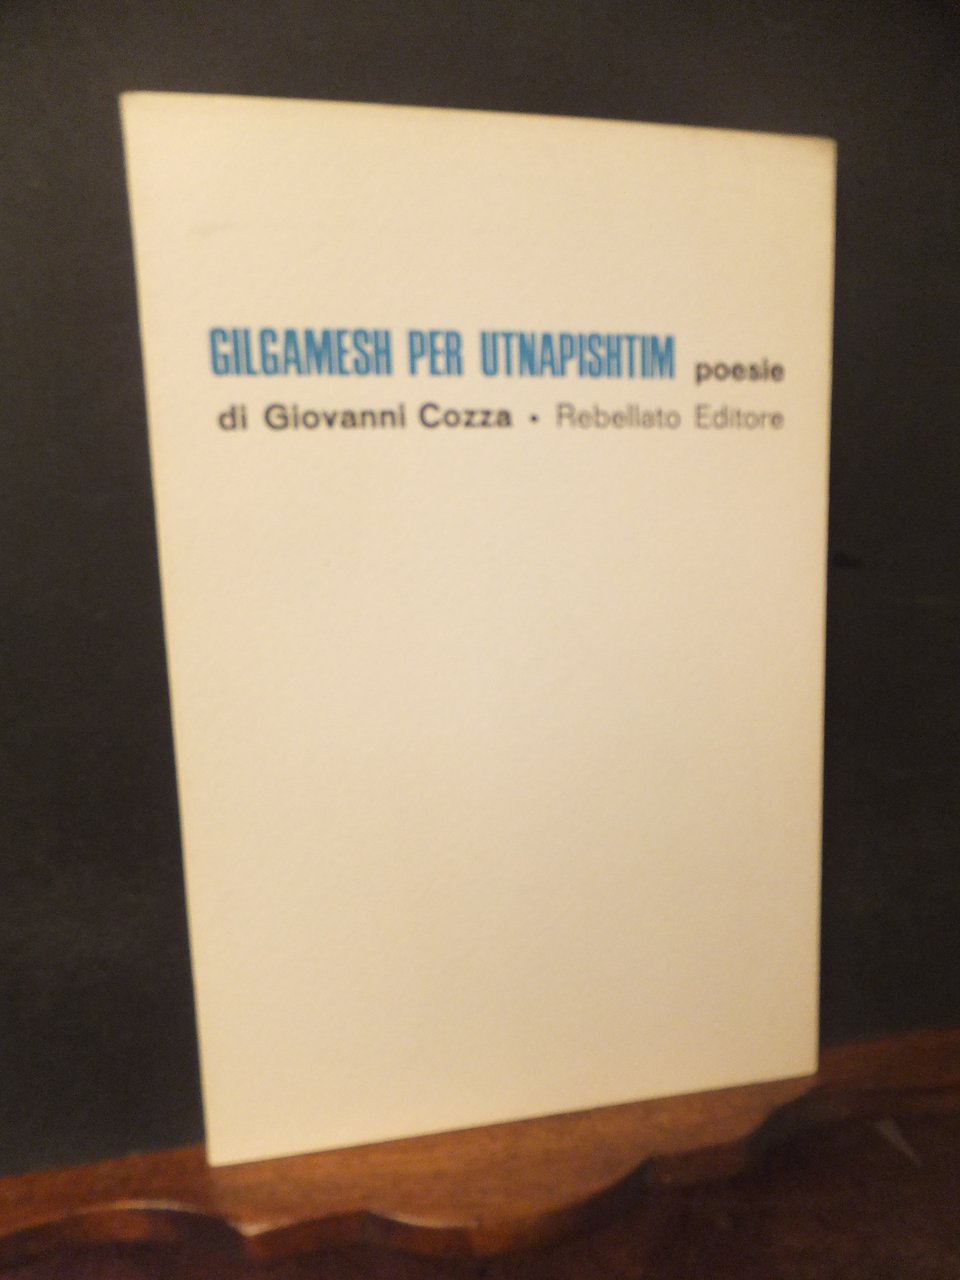 GILGAMESH PER UTNAPISHTIM poesie
di Giovanni Cozza • Rebellato Editore